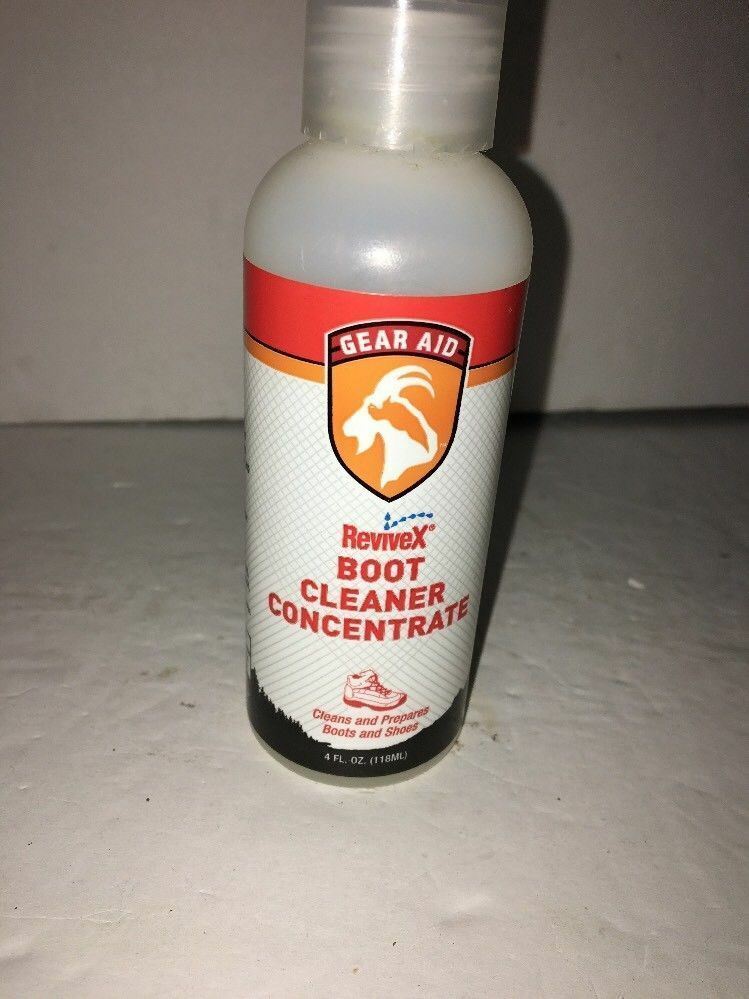 GEAR AID
ReviveX®
BOOT
CLEANER
CONCENTRATE
Cleans and Prepares
Boots and Shoes
4 FL. OZ. (118ML)